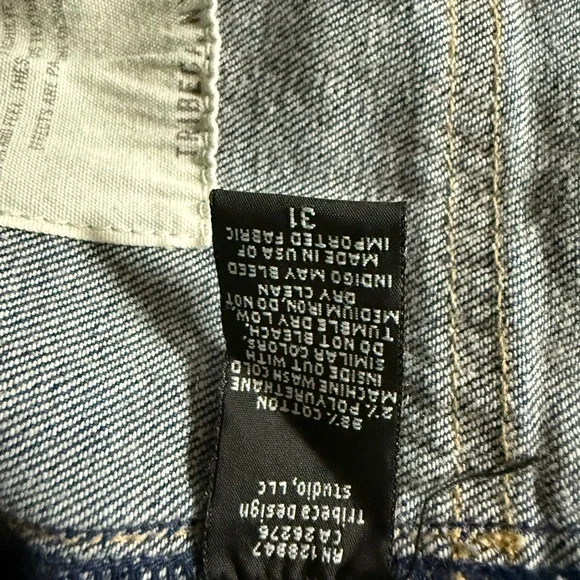 RN 128947
CA 26276
Tribeca Design
Studio, LLC
98% COTTON
2% POLYURETHANE
MACHINE WASH COLD
INSIDE OUT WITH
SIMILAR COLORS.
DO NOT BLEACH.
TUMBLE DRY LOW.
MEDIUM IRON. DO NOT
DRY CLEAN
INDIGO MAY BLEED
MADE IN USA OF
IMPORTED FABRIC
31